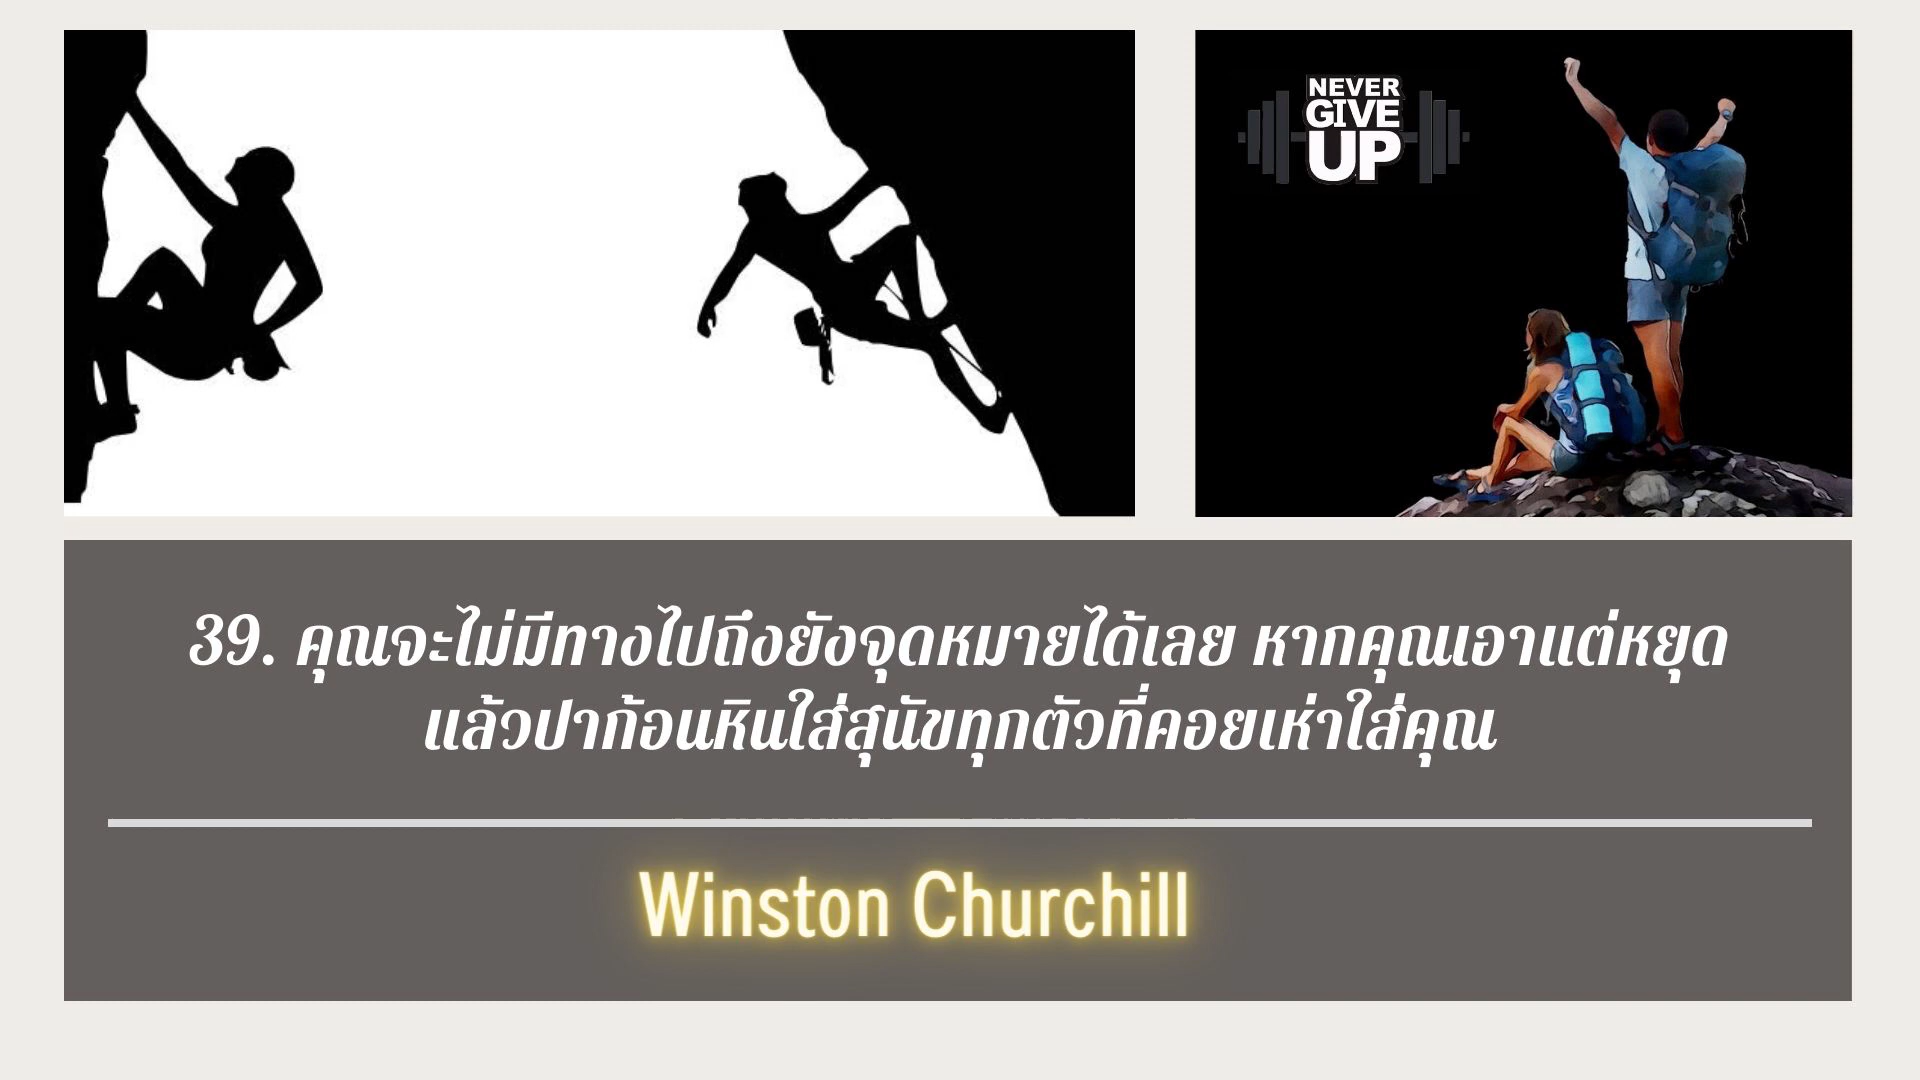 NEVER
GIVE
UP
39. คุณจะไม่มีทางไปถึงยังจุดหมายได้เลย หากคุณเอาแต่หยุด
แล้วปาก้อนหินใส่สุนัขทุกตัวที่คอยเห่าใส่คุณ
Winston Churchill